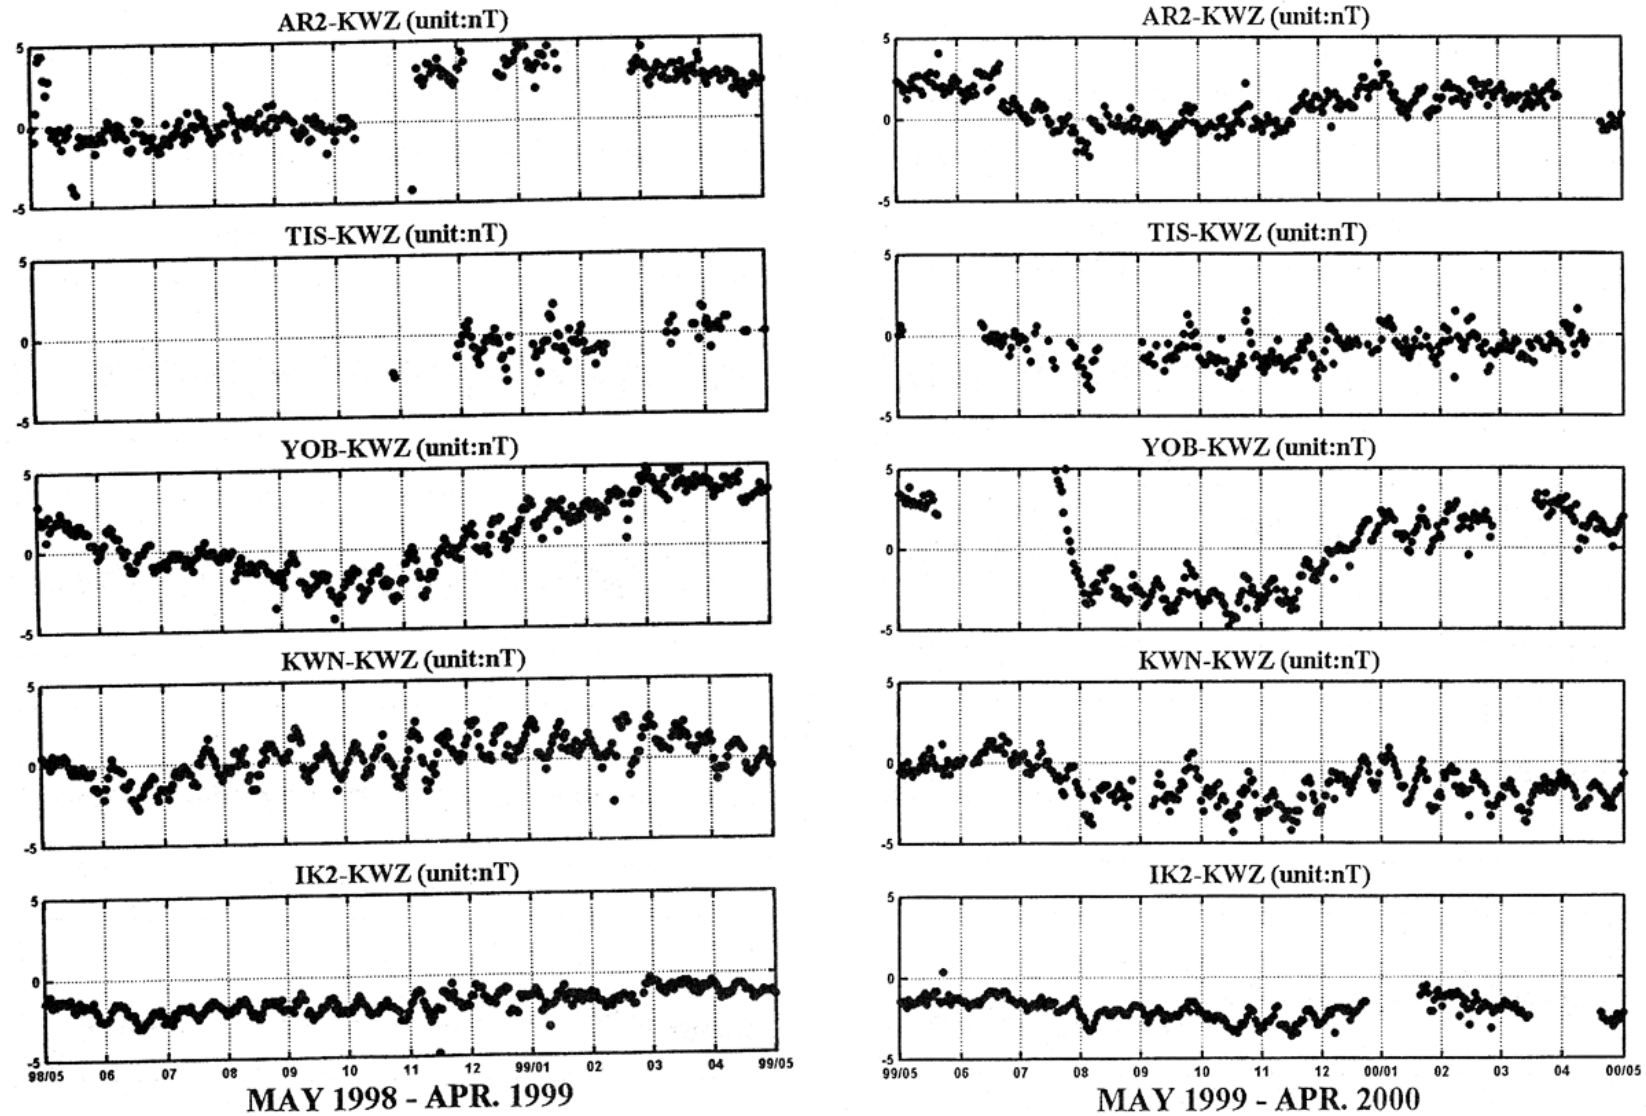 AR2-KWZ (unit:nT)
5
0
-5
TIS-KWZ (unit:nT)
5
0
-5
YOB-KWZ (unit:nT)
5
0
-5
KWN-KWZ (unit:nT)
5
0
-5
IK2-KWZ (unit:nT)
5
0
-5
98/05 06 07 08 09 10 11 12 99/01 02 03 04 99/05
MAY 1998 - APR. 1999
AR2-KWZ (unit:nT)
5
0
-5
TIS-KWZ (unit:nT)
5
0
-5
YOB-KWZ (unit:nT)
5
0
-5
KWN-KWZ (unit:nT)
5
0
-5
IK2-KWZ (unit:nT)
5
0
-5
99/05 06 07 08 09 10 11 12 00/01 02 03 04 00/05
MAY 1999 - APR. 2000